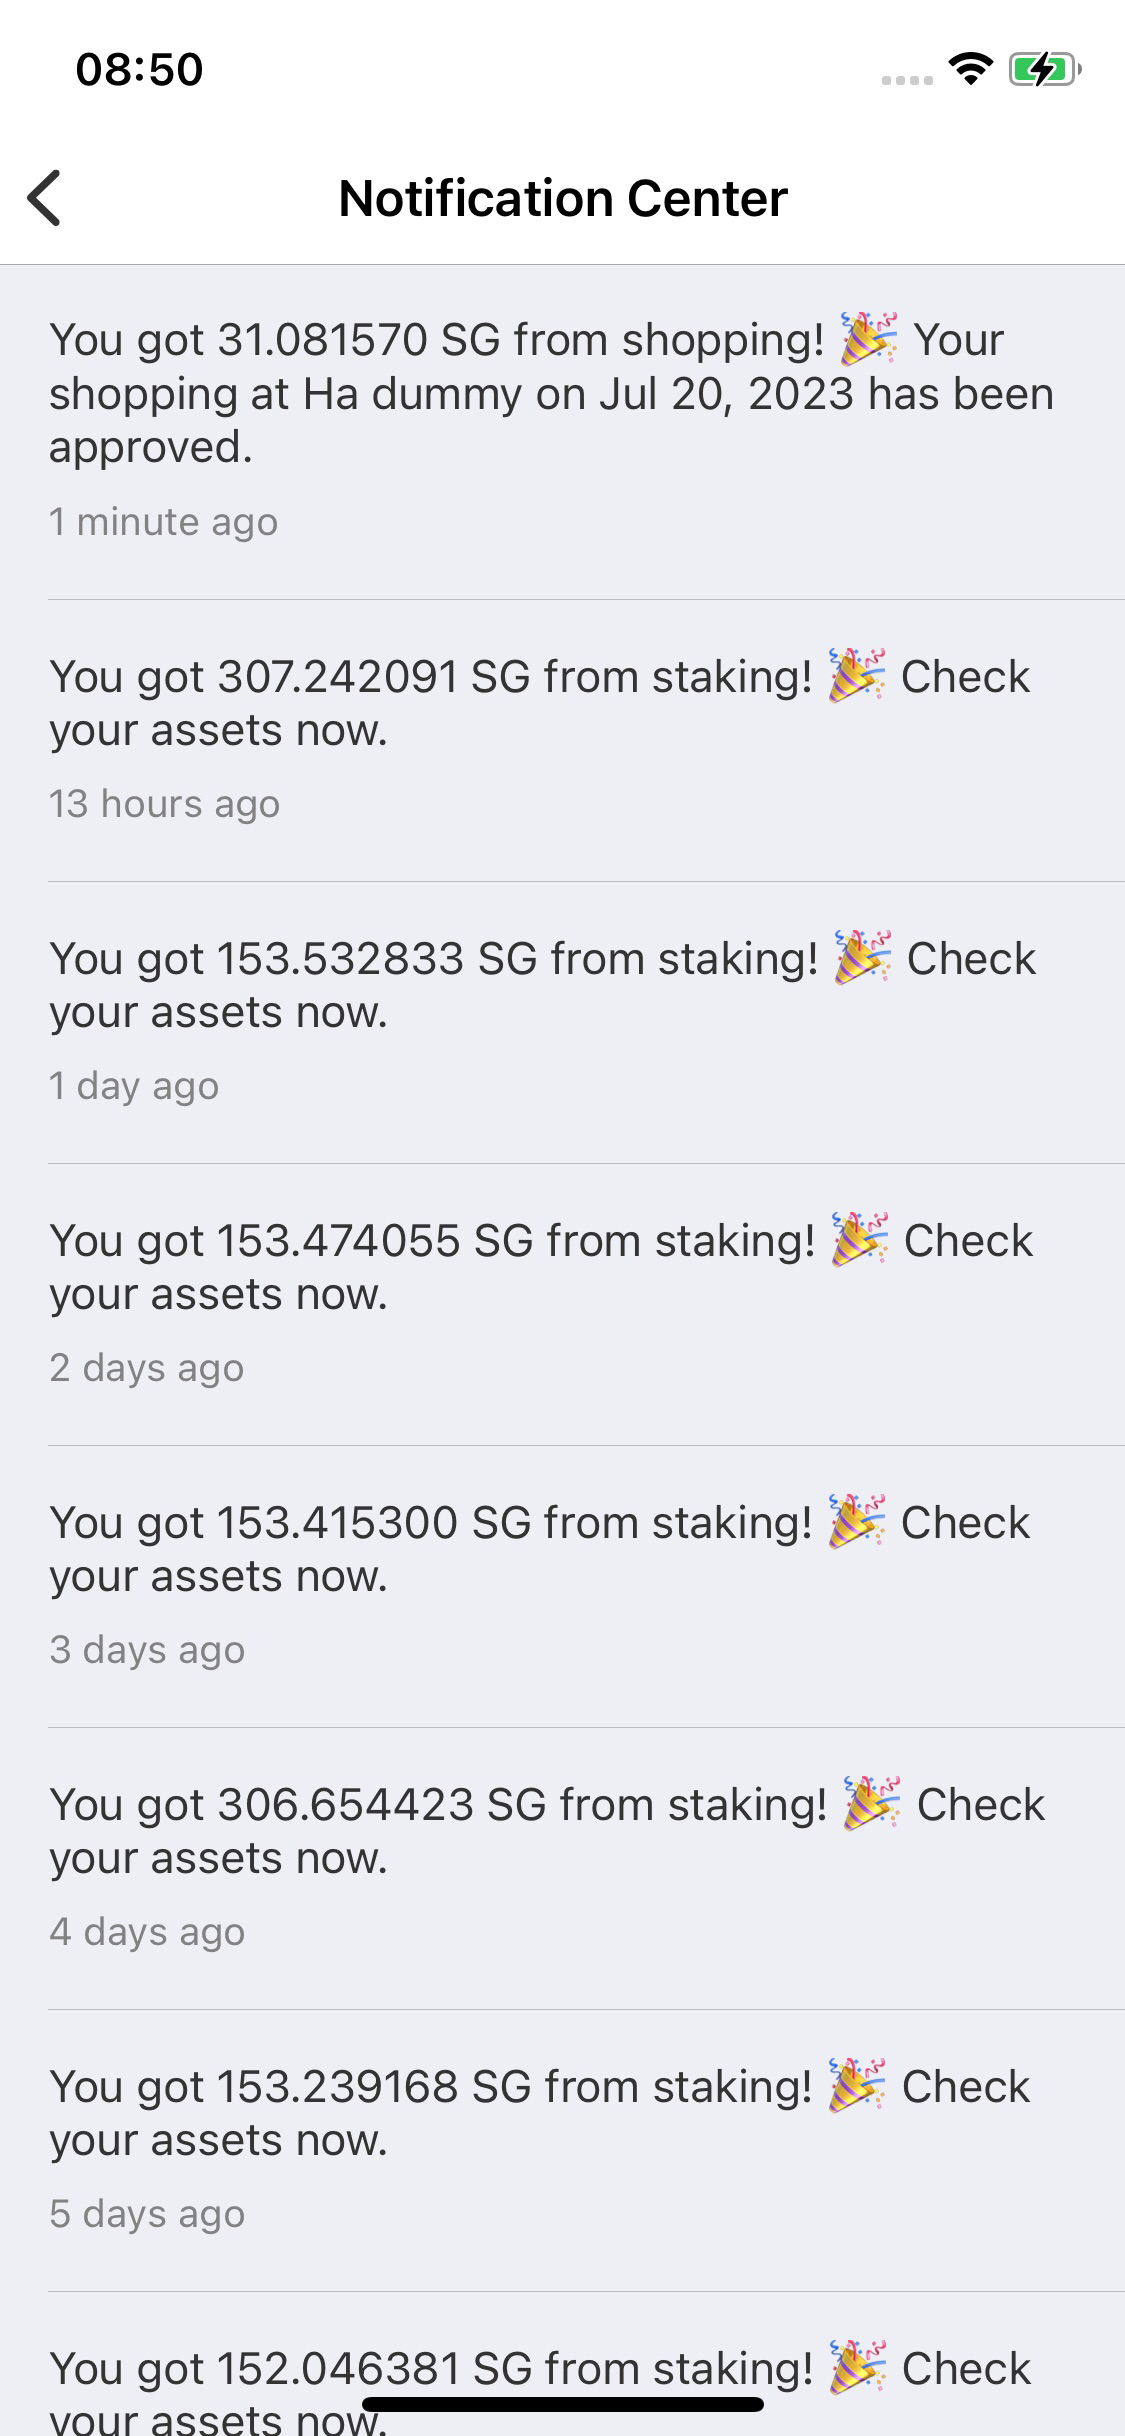 08:50
Notification Center
You got 31.081570 SG from shopping! 🎉 Your
shopping at Ha dummy on Jul 20, 2023 has been
approved.
1 minute ago
You got 307.242091 SG from staking! 🎉 Check
your assets now.
13 hours ago
You got 153.532833 SG from staking! 🎉 Check
your assets now.
1 day ago
You got 153.474055 SG from staking! 🎉 Check
your assets now.
2 days ago
You got 153.415300 SG from staking! 🎉 Check
your assets now.
3 days ago
You got 306.654423 SG from staking! 🎉 Check
your assets now.
4 days ago
You got 153.239168 SG from staking! 🎉 Check
your assets now.
5 days ago
You got 152.046381 SG from staking! 🎉 Check
your assets now.